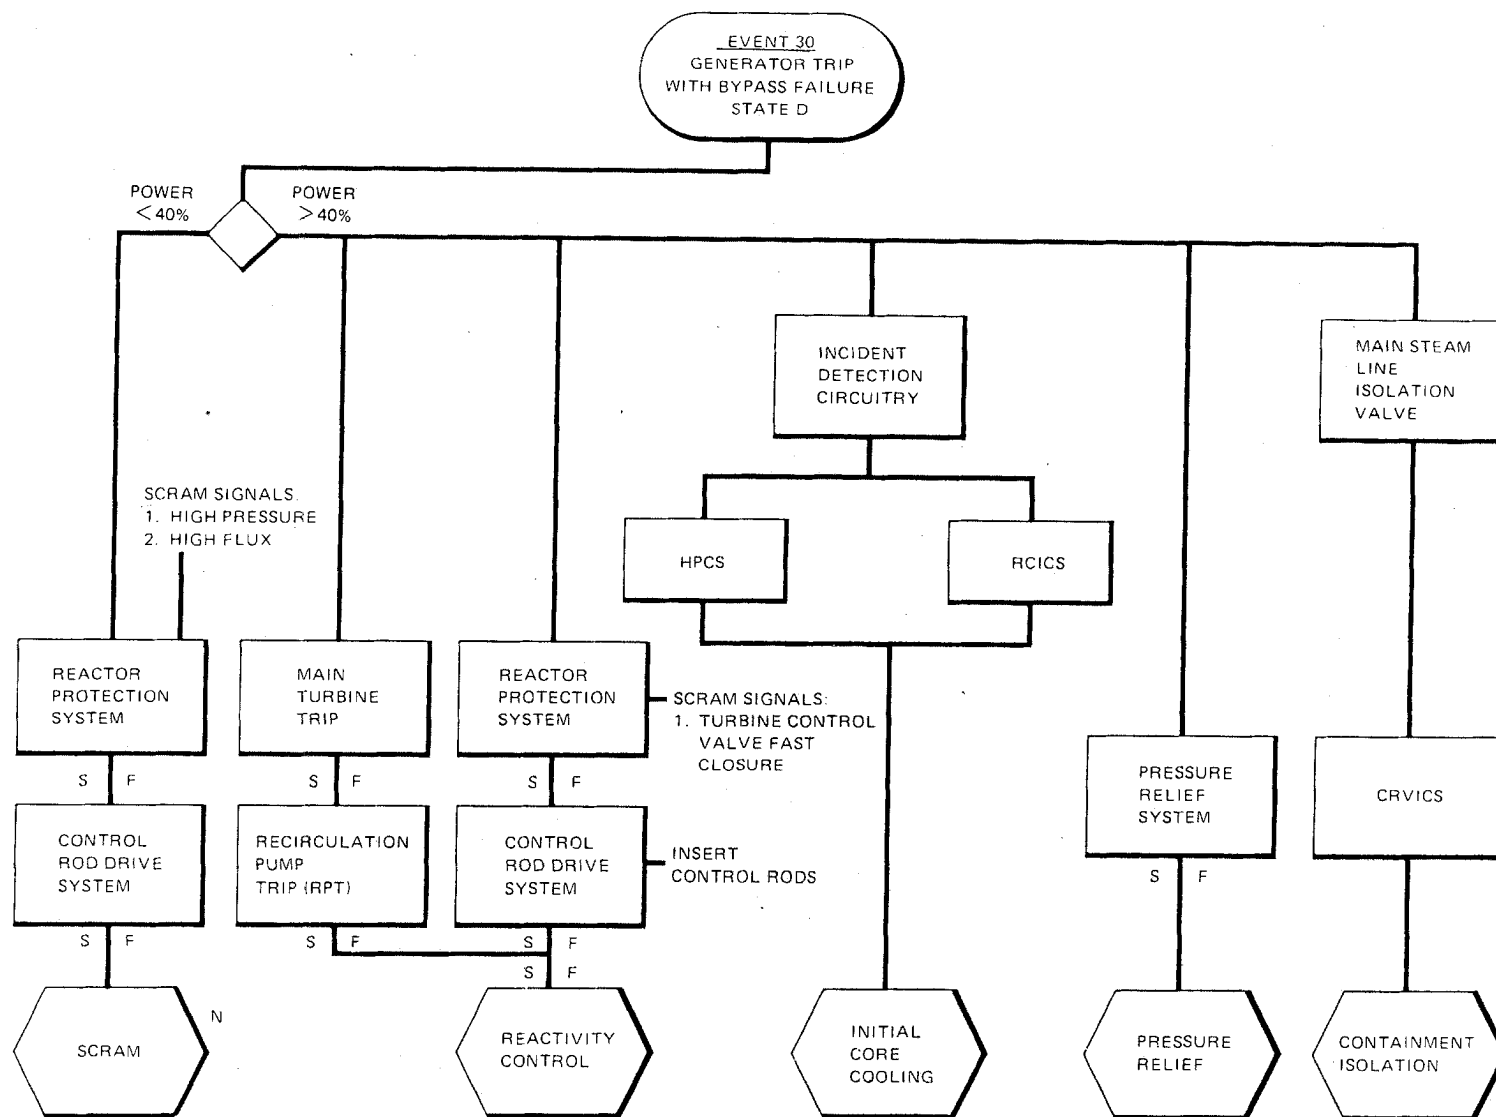 EVENT 30
GENERATOR TRIP
WITH BYPASS FAILURE
STATE D
POWER
<40%
POWER
>40%
INCIDENT
DETECTION
CIRCUITRY
MAIN STEAM
LINE
ISOLATION
VALVE
SCRAM SIGNALS:
1. HIGH PRESSURE
2. HIGH FLUX
HPCS
RCICS
REACTOR
PROTECTION
SYSTEM
MAIN
TURBINE
TRIP
REACTOR
PROTECTION
SYSTEM
SCRAM SIGNALS:
1. TURBINE CONTROL
VALVE FAST
CLOSURE
PRESSURE
RELIEF
SYSTEM
CRVICS
S F
S F
S F
CONTROL
ROD DRIVE
SYSTEM
RECIRCULATION
PUMP
TRIP (RPT)
CONTROL
ROD DRIVE
SYSTEM
INSERT
CONTROL RODS
S F
S F
S F
S F
S F
SCRAM
N
REACTIVITY
CONTROL
INITIAL
CORE
COOLING
PRESSURE
RELIEF
CONTAINMENT
ISOLATION